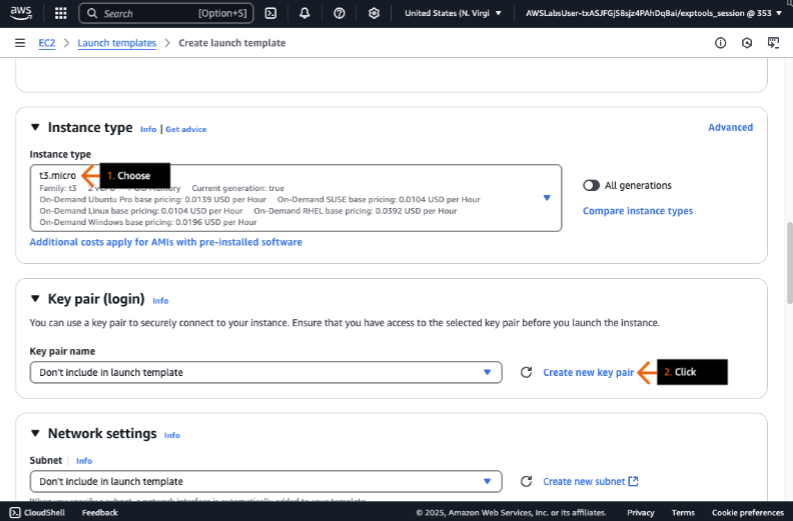 aws
Search [Option+S] United States (N. Virgi AWSLabsUser-txASJFGjS8sjz4PAhDqBai/exptools_session @ 353
EC2 > Launch templates > Create launch template
Instance type Info | Get advice
Advanced
Instance type
t3.micro
1. Choose
Family: t3 2 vCPU Memory Current generation: true
On-Demand Ubuntu Pro base pricing: 0.0139 USD per Hour On-Demand SUSE base pricing: 0.0104 USD per Hour
On-Demand Linux base pricing: 0.0104 USD per Hour On-Demand RHEL base pricing: 0.0392 USD per Hour
On-Demand Windows base pricing: 0.0196 USD per Hour
All generations
Compare instance types
Additional costs apply for AMIs with pre-installed software
Key pair (login) Info
You can use a key pair to securely connect to your instance. Ensure that you have access to the selected key pair before you launch the instance.
Key pair name
Don't include in launch template
Create new key pair
2. Click
Network settings Info
Subnet Info
Don't include in launch template
Create new subnet
When you specify a subnet, a network interface is automatically added to your template.
CloudShell Feedback © 2025, Amazon Web Services, Inc. or its affiliates. Privacy Terms Cookie preferences